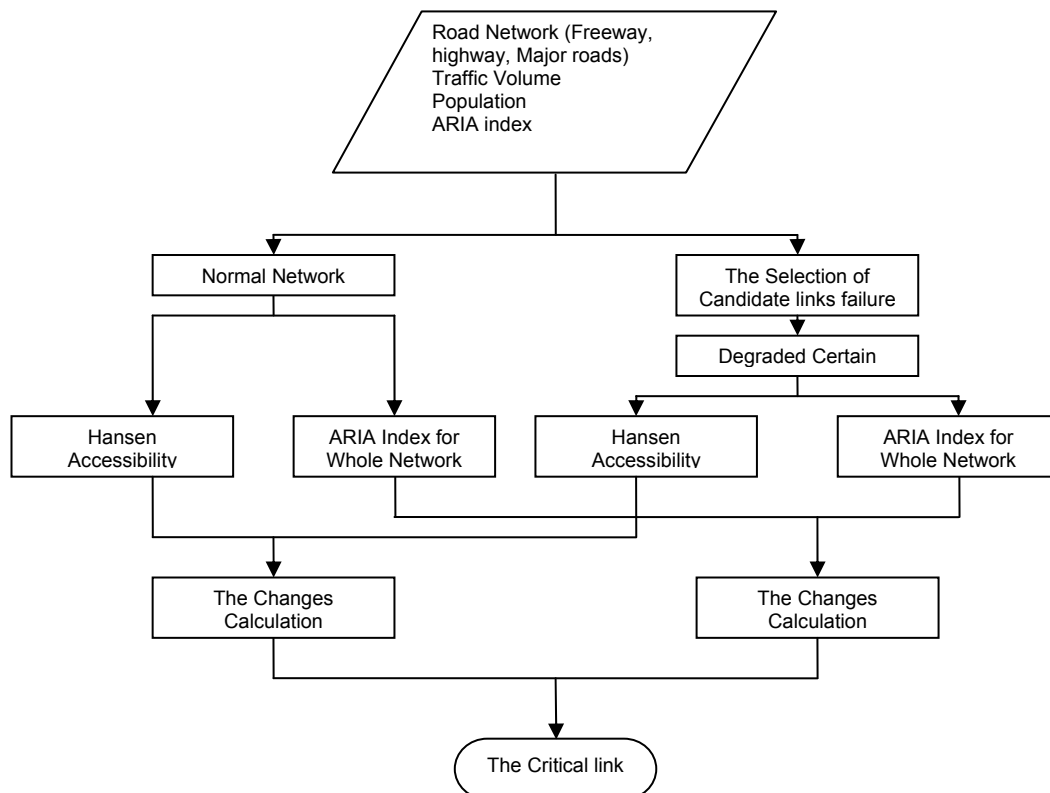 Road Network (Freeway,
highway, Major roads)
Traffic Volume
Population
ARIA index
Normal Network
The Selection of
Candidate links failure
Degraded Certain
Hansen
Accessibility
ARIA Index for
Whole Network
Hansen
Accessibility
ARIA Index for
Whole Network
The Changes
Calculation
The Changes
Calculation
The Critical link